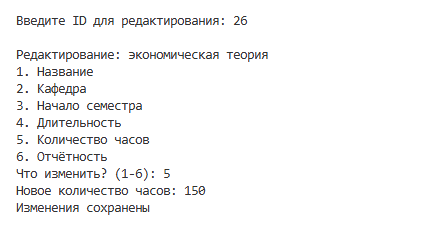 Введите ID для редактирования: 26
Редактирование: экономическая теория
1. Название
2. Кафедра
3. Начало семестра
4. Длительность
5. Количество часов
6. Отчётность
Что изменить? (1-6): 5
Новое количество часов: 150
Изменения сохранены